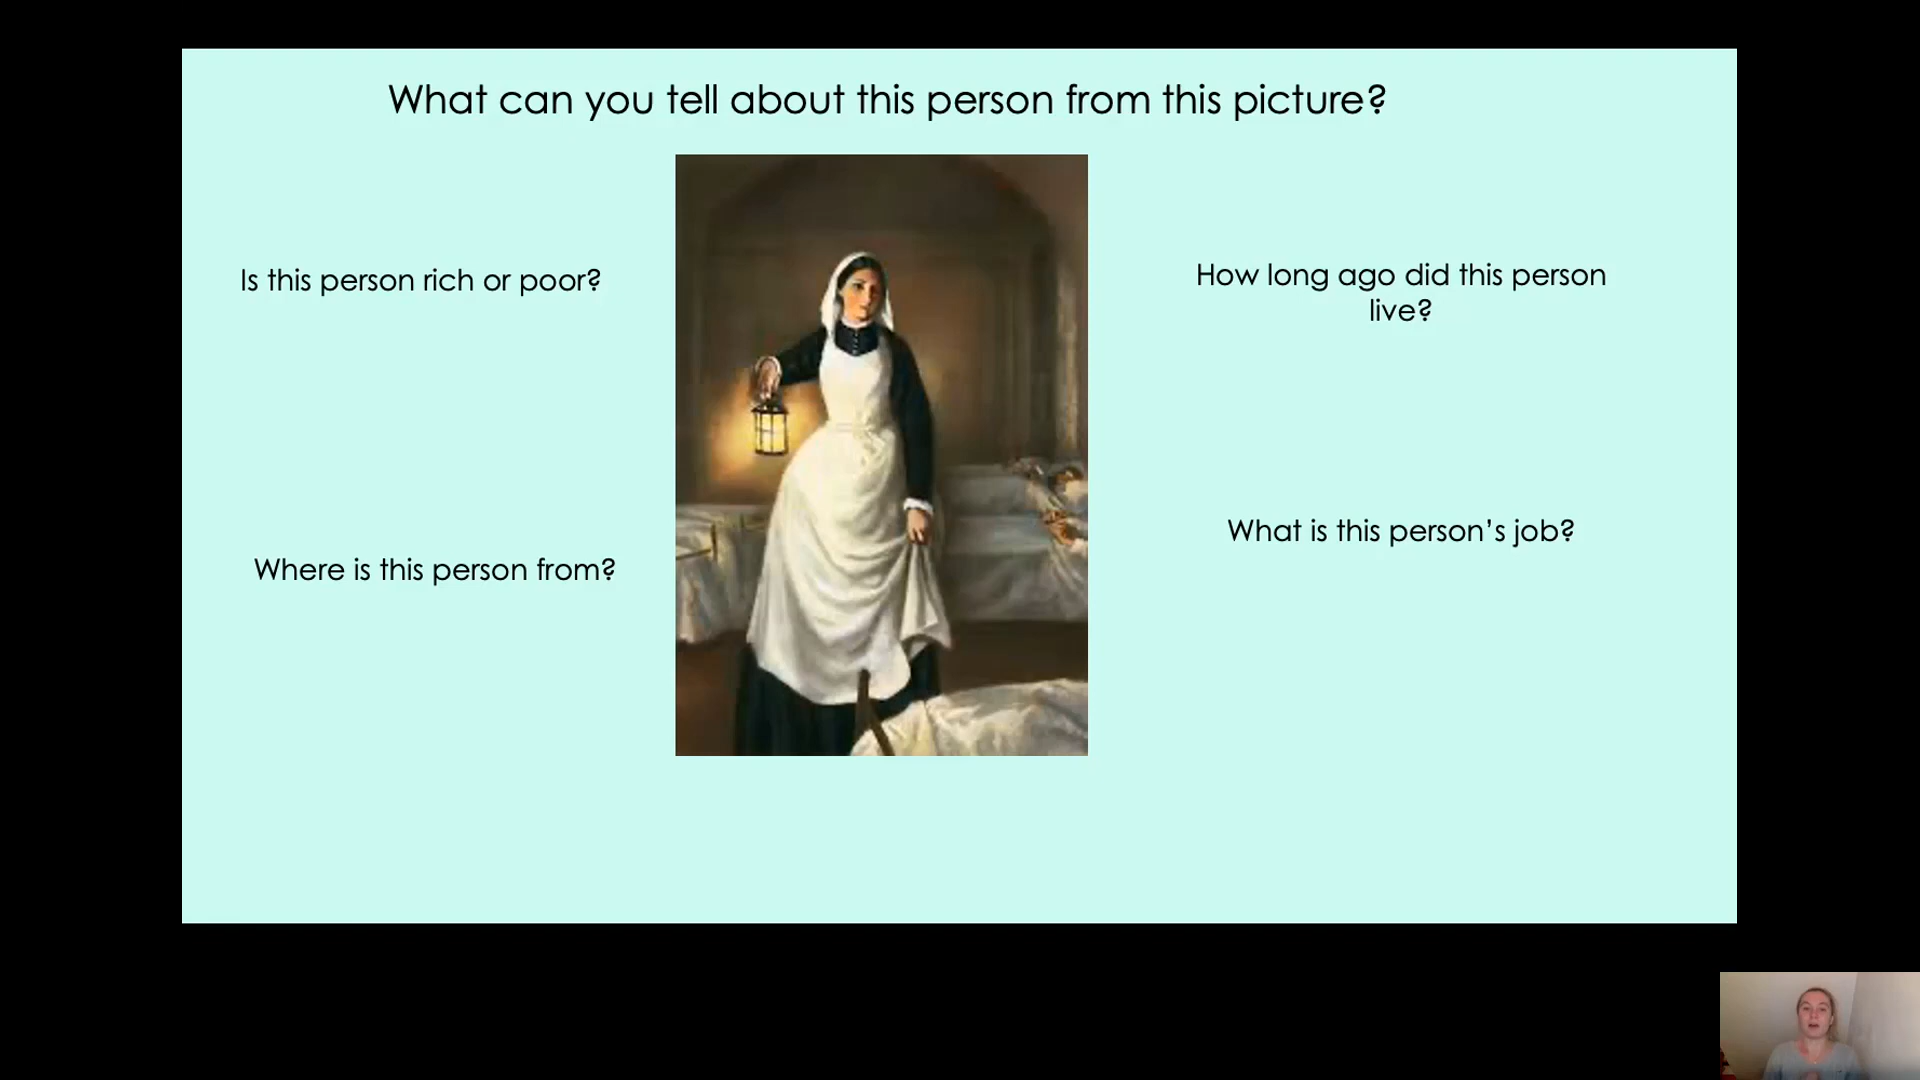 What can you tell about this person from this picture?
Is this person rich or poor?
How long ago did this person
live?
What is this person’s job?
Where is this person from?